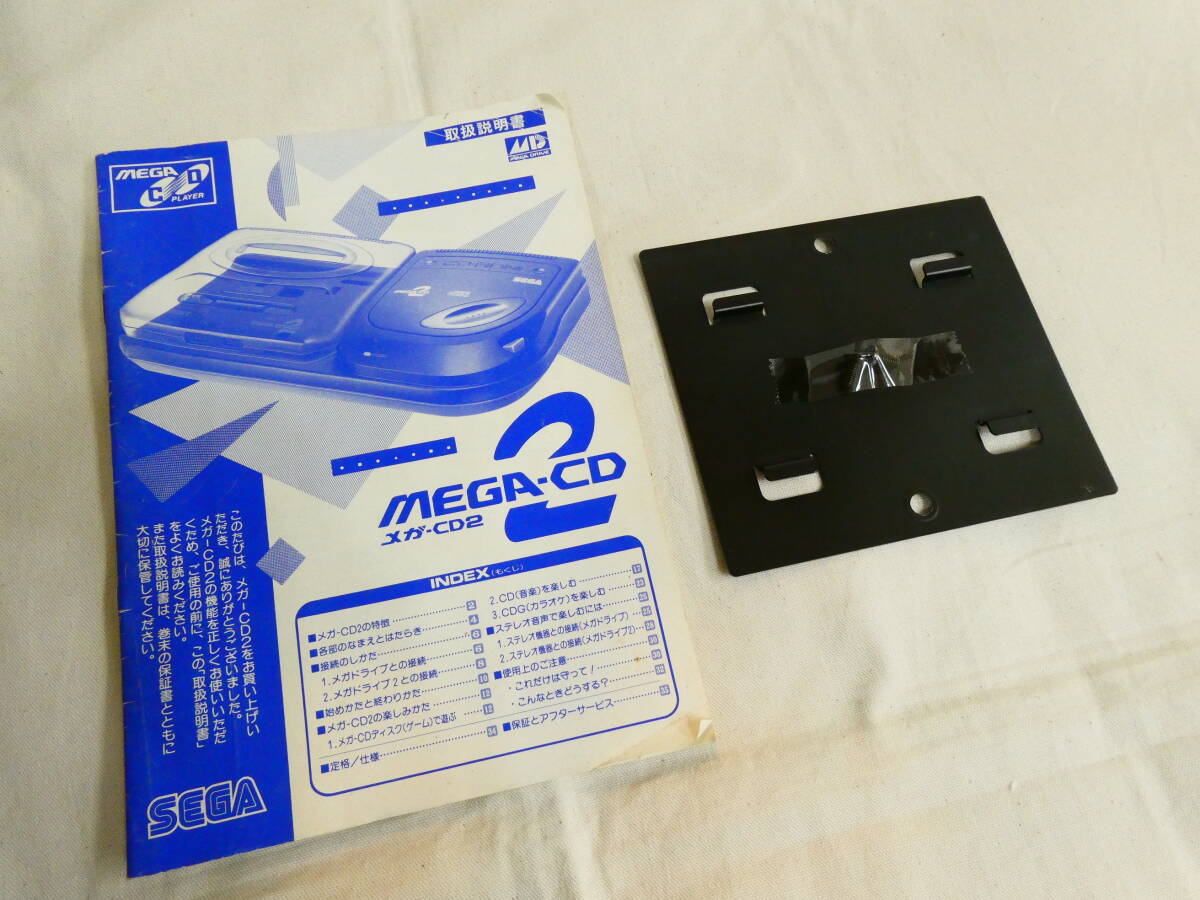 取扱説明書
MD
MEGA DRIVE
MEGA
CD
PLAYER
SEGA
MEGA-CD
2
メガ-CD2
このたびは、メガ-CD2をお買い上げい
ただき、誠にありがとうございました。
メガ-CD2の機能を正しくお使いいただ
くため、ご使用の前に、この「取扱説明書」
をよくお読みください。
また取扱説明書は、巻末の保証書とともに
大切に保管してください。
INDEX(もくじ)
■メガ-CD2の特徴………2
■各部のなまえとはたらき………4
■接続のしかた………6
1.メガドライブとの接続………6
2.メガドライブ2との接続………8
■始めかたと終わりかた………10
■メガ-CD2の楽しみかた………12
1.メガ-CDディスク(ゲーム)で遊ぶ………12
2.CD(音楽)を楽しむ………17
3.CDG(カラオケ)を楽しむ………23
■ステレオ音声で楽しむには………25
1.ステレオ機器との接続(メガドライブ)
2.ステレオ機器との接続(メガドライブ2)
■使用上のご注意………30
・これだけは守って!
・こんなときどうする?
■保証とアフターサービス………35
■定格/仕様………34
SEGA